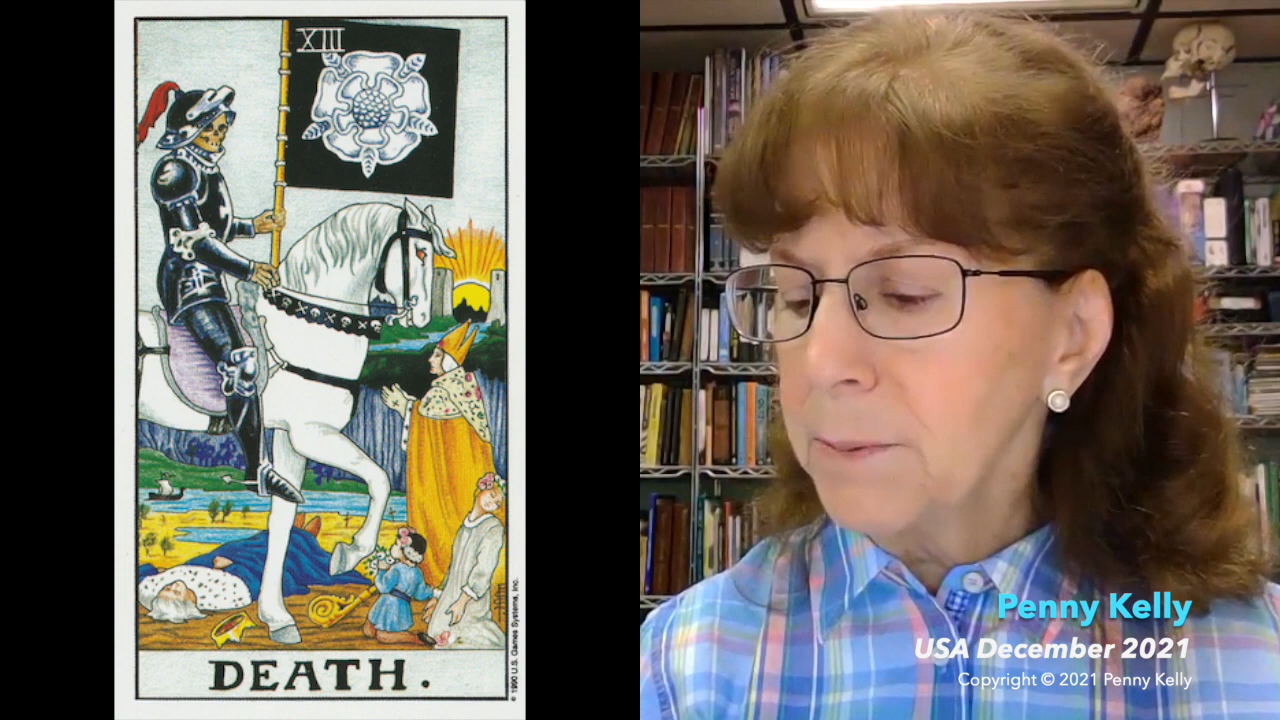 XIII
DEATH.
© 1990 U.S. Games Systems, Inc.
Penny Kelly
USA December 2021
Copyright © 2021 Penny Kelly